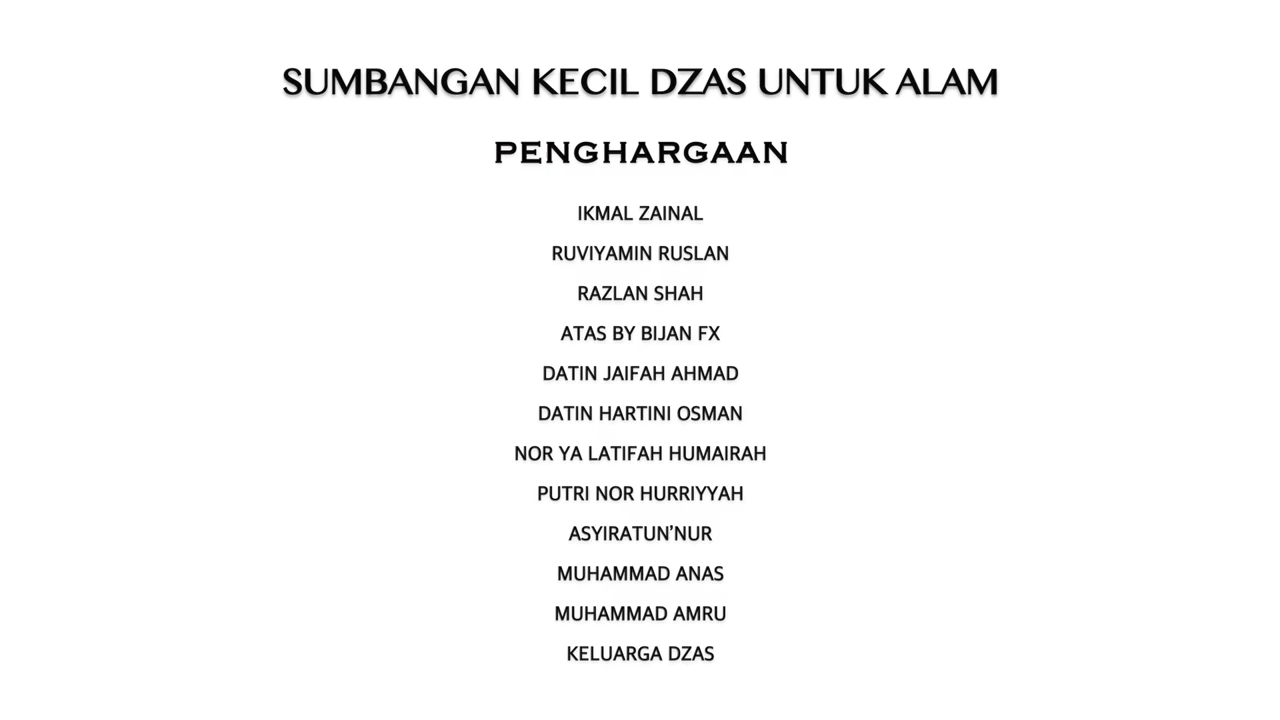 SUMBANGAN KECIL DZAS UNTUK ALAM
PENGHARGAAN
IKMAL ZAINAL
RUVIYAMIN RUSLAN
RAZLAN SHAH
ATAS BY BIJAN FX
DATIN JAIFAH AHMAD
DATIN HARTINI OSMAN
NOR YA LATIFAH HUMAIRAH
PUTRI NOR HURRIYYAH
ASYIRATUN’NUR
MUHAMMAD ANAS
MUHAMMAD AMRU
KELUARGA DZAS